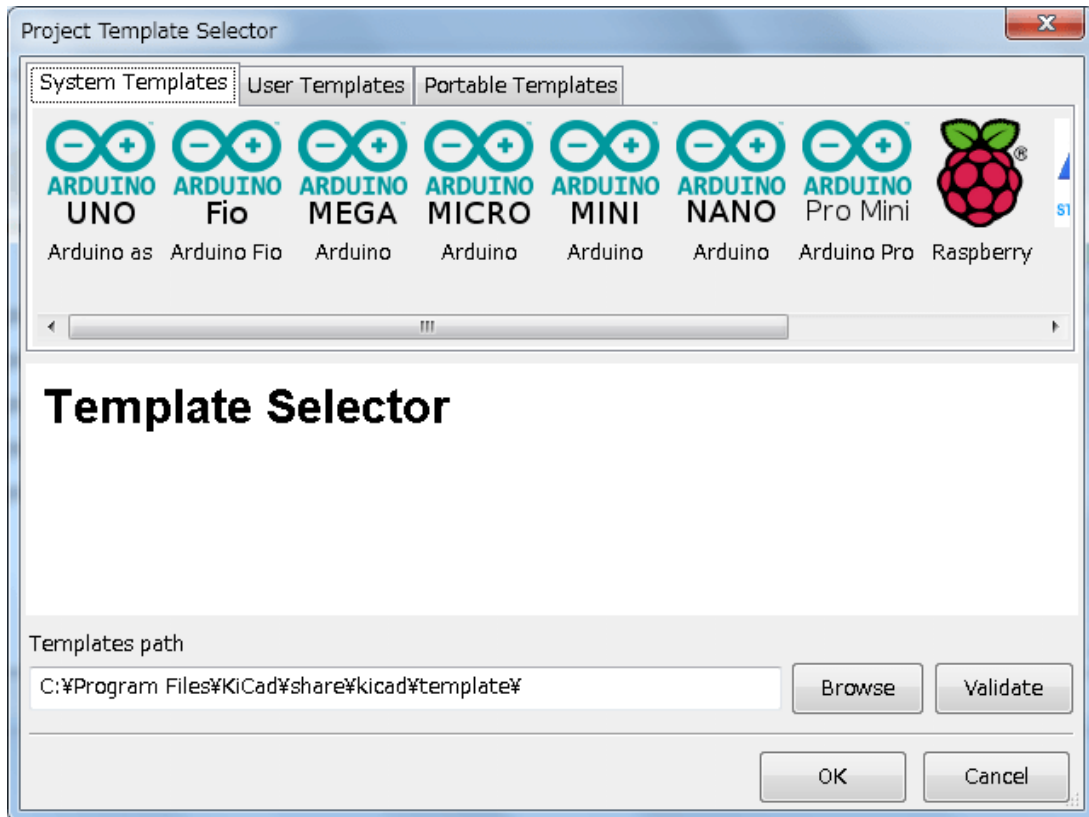 Project Template Selector
System Templates User Templates Portable Templates
ARDUINO ARDUINO ARDUINO ARDUINO ARDUINO ARDUINO ARDUINO ®
UNO Fio MEGA MICRO MINI NANO Pro Mini ST
Arduino as Arduino Fio Arduino Arduino Arduino Arduino Arduino Pro Raspberry
Template Selector
Templates path
C:¥Program Files¥KiCad¥share¥kicad¥template¥ Browse Validate
OK Cancel